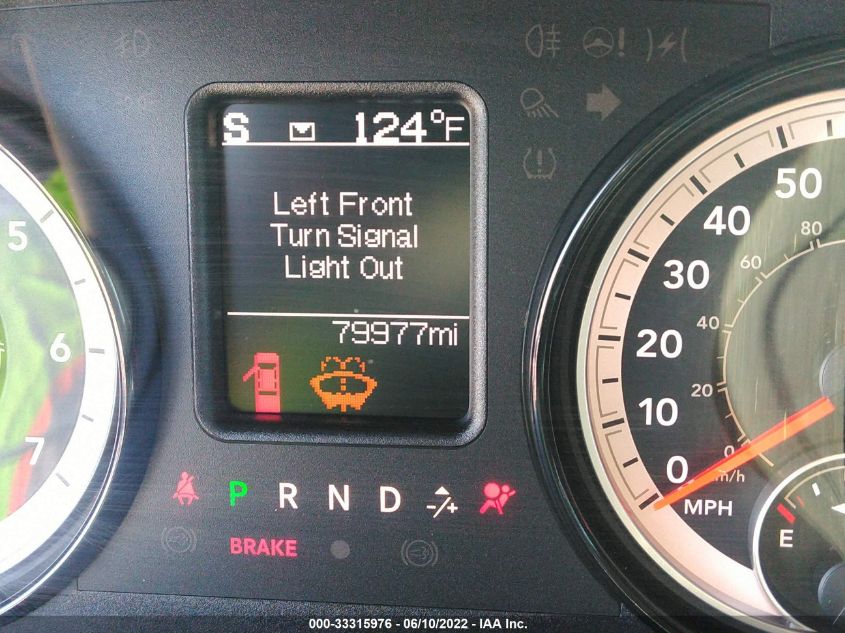 S 124°F
Left Front
Turn Signal
Light Out
79977mi
5
6
7
50
40
30
20
10
0
MPH
80
60
40
20
0
km/h
E
P R N D -/+
BRAKE
000-33315976 - 06/10/2022 - IAA Inc.